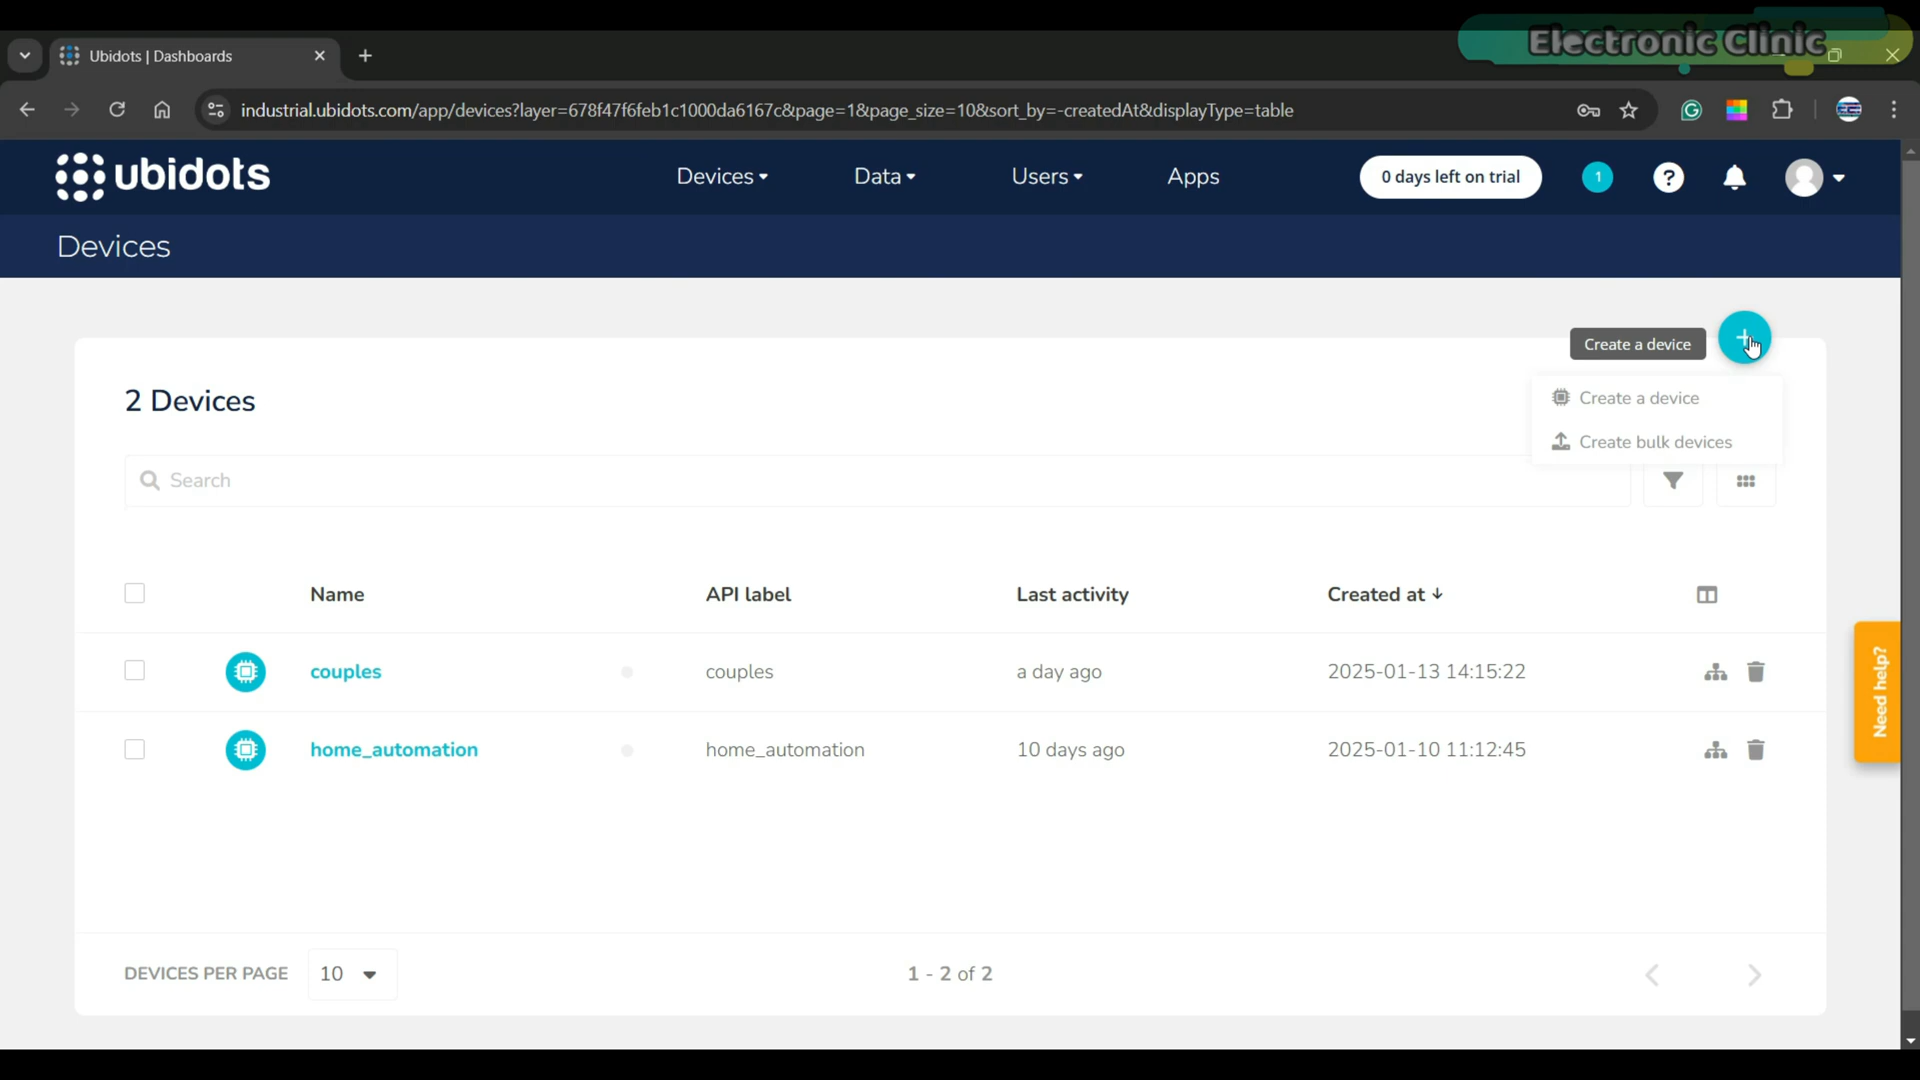 Electronic Clinic
Ubidots | Dashboards
industrial.ubidots.com/app/devices?layer=678f47f6feb1c1000da6167c&page=1&page_size=10&sort_by=-createdAt&displayType=table
ubidots
Devices
Data
Users
Apps
0 days left on trial
1
?
Devices
Create a device
+
Create a device
Create bulk devices
2 Devices
Search
Name API label Last activity Created at ↓
couples couples a day ago 2025-01-13 14:15:22
home_automation home_automation 10 days ago 2025-01-10 11:12:45
Need help?
DEVICES PER PAGE 10 1 - 2 of 2